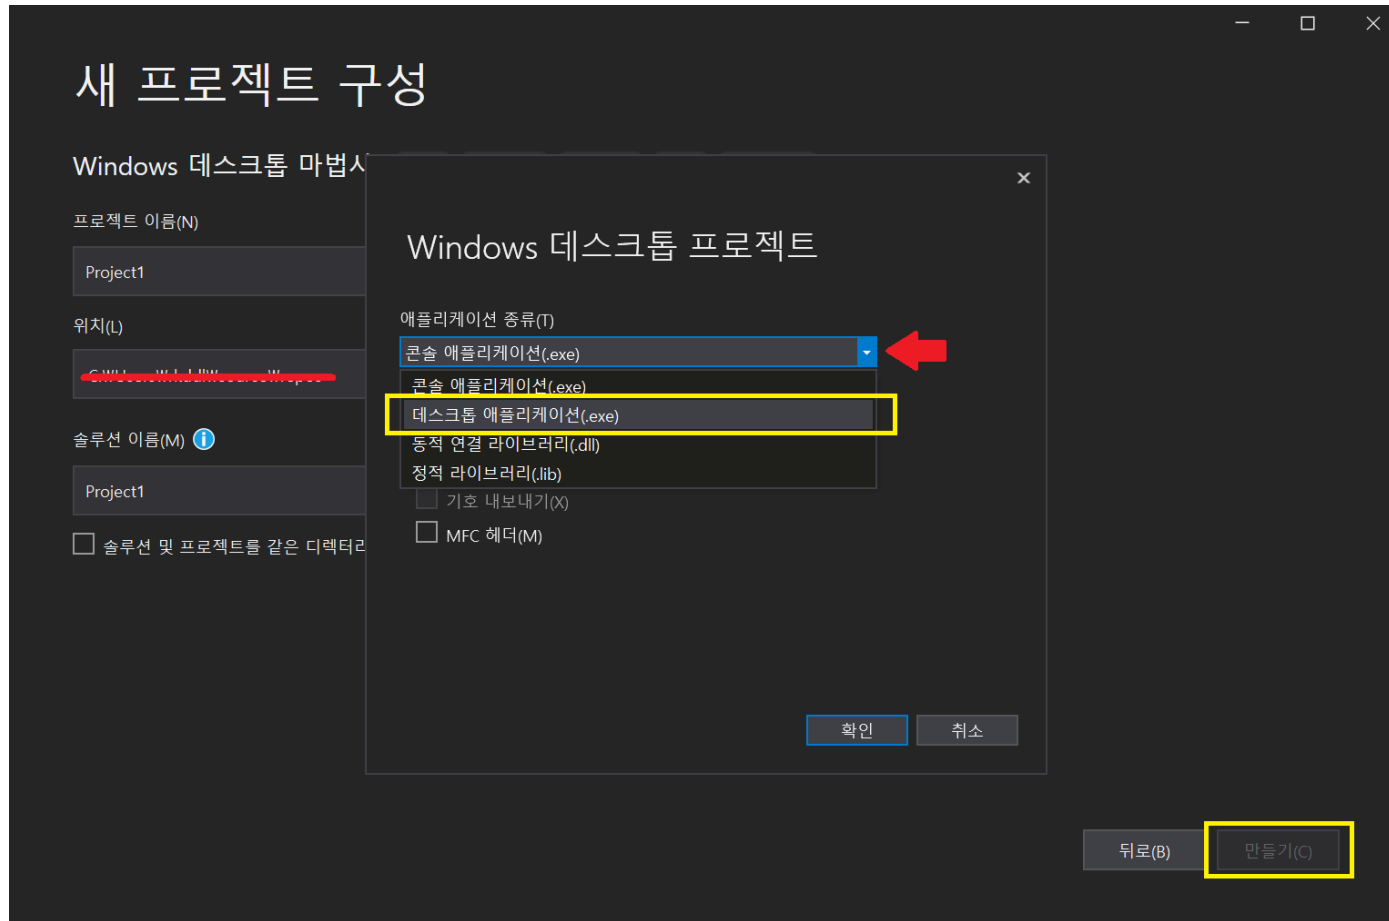 새 프로젝트 구성
Windows 데스크톱 마법사
프로젝트 이름(N)
Project1
위치(L)
솔루션 이름(M)
Project1
솔루션 및 프로젝트를 같은 디렉터리
Windows 데스크톱 프로젝트
애플리케이션 종류(T)
콘솔 애플리케이션(.exe)
콘솔 애플리케이션(.exe)
데스크톱 애플리케이션(.exe)
동적 연결 라이브러리(.dll)
정적 라이브러리(.lib)
기호 내보내기(X)
MFC 헤더(M)
확인 취소
뒤로(B) 만들기(C)